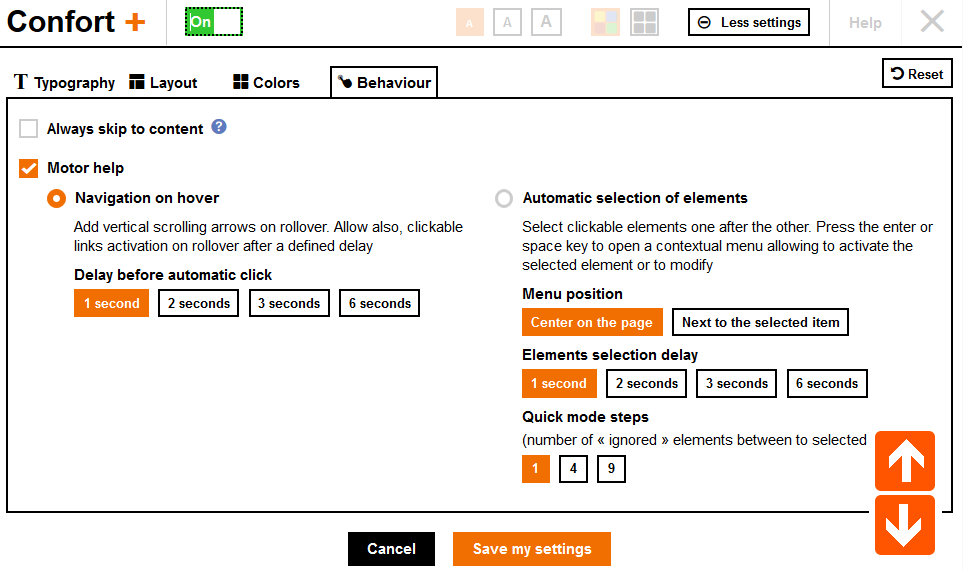 Confort +
On
A
A
A
Less settings
Help
Typography
Layout
Colors
Behaviour
Reset
Always skip to content ?
Motor help
Navigation on hover
Add vertical scrolling arrows on rollover. Allow also, clickable
links activation on rollover after a defined delay
Delay before automatic click
1 second 2 seconds 3 seconds 6 seconds
Automatic selection of elements
Select clickable elements one after the other. Press the enter or
space key to open a contextual menu allowing to activate the
selected element or to modify
Menu position
Center on the page Next to the selected item
Elements selection delay
1 second 2 seconds 3 seconds 6 seconds
Quick mode steps
(number of « ignored » elements between to selected
1 4 9
Cancel Save my settings